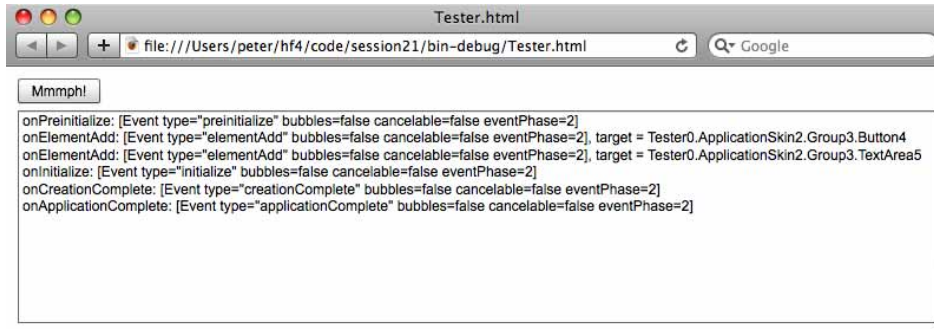 Tester.html
file:///Users/peter/hf4/code/session21/bin-debug/Tester.html
Google
Mmmph!
onPreinitialize: [Event type="preinitialize" bubbles=false cancelable=false eventPhase=2]
onElementAdd: [Event type="elementAdd" bubbles=false cancelable=false eventPhase=2], target = Tester0.ApplicationSkin2.Group3.Button4
onElementAdd: [Event type="elementAdd" bubbles=false cancelable=false eventPhase=2], target = Tester0.ApplicationSkin2.Group3.TextArea5
onInitialize: [Event type="initialize" bubbles=false cancelable=false eventPhase=2]
onCreationComplete: [Event type="creationComplete" bubbles=false cancelable=false eventPhase=2]
onApplicationComplete: [Event type="applicationComplete" bubbles=false cancelable=false eventPhase=2]